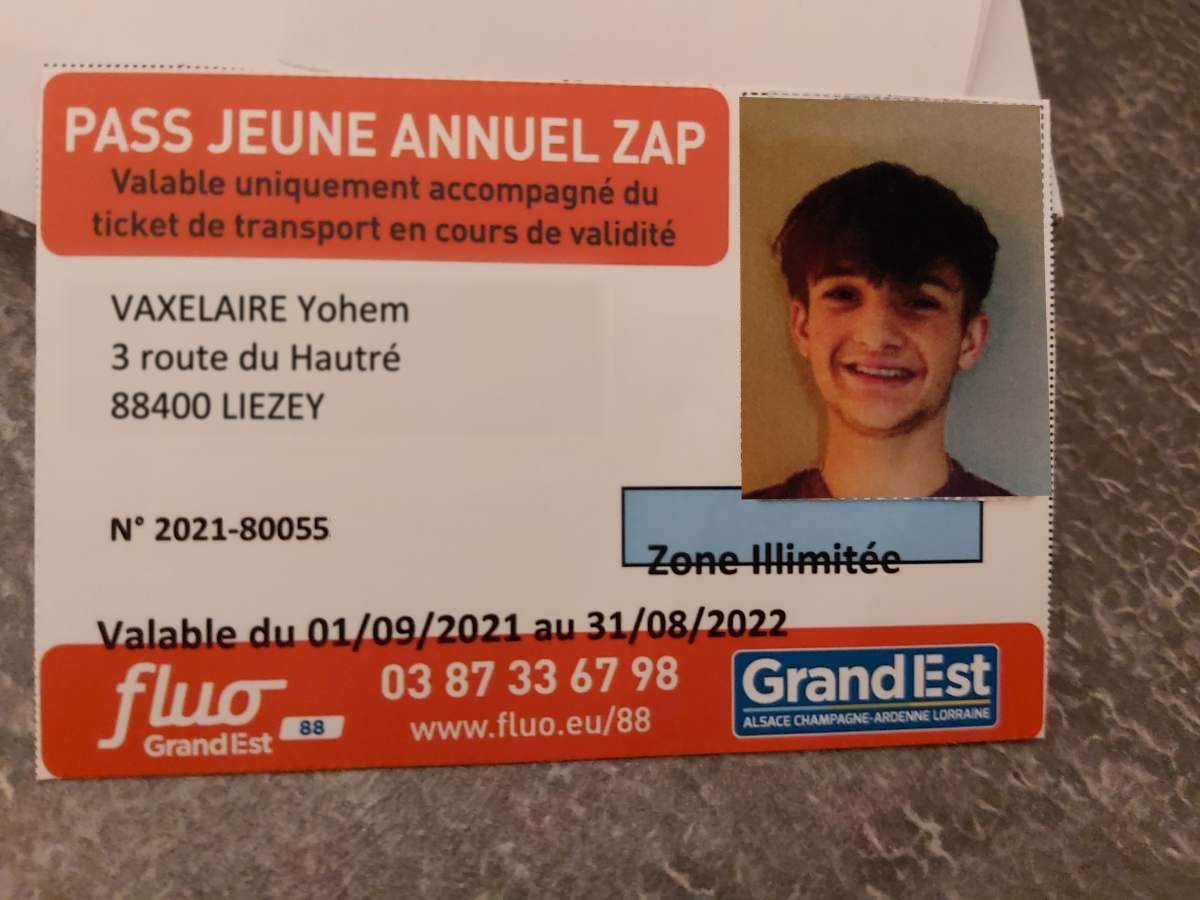 PASS JEUNE ANNUEL ZAP
Valable uniquement accompagné du
ticket de transport en cours de validité
VAXELAIRE Yohem
3 route du Hautré
88400 LIEZEY
N° 2021-80055
Zone Illimitée
Valable du 01/09/2021 au 31/08/2022
fluo
GrandEst
88
03 87 33 67 98
www.fluo.eu/88
GrandEst
ALSACE CHAMPAGNE-ARDENNE LORRAINE